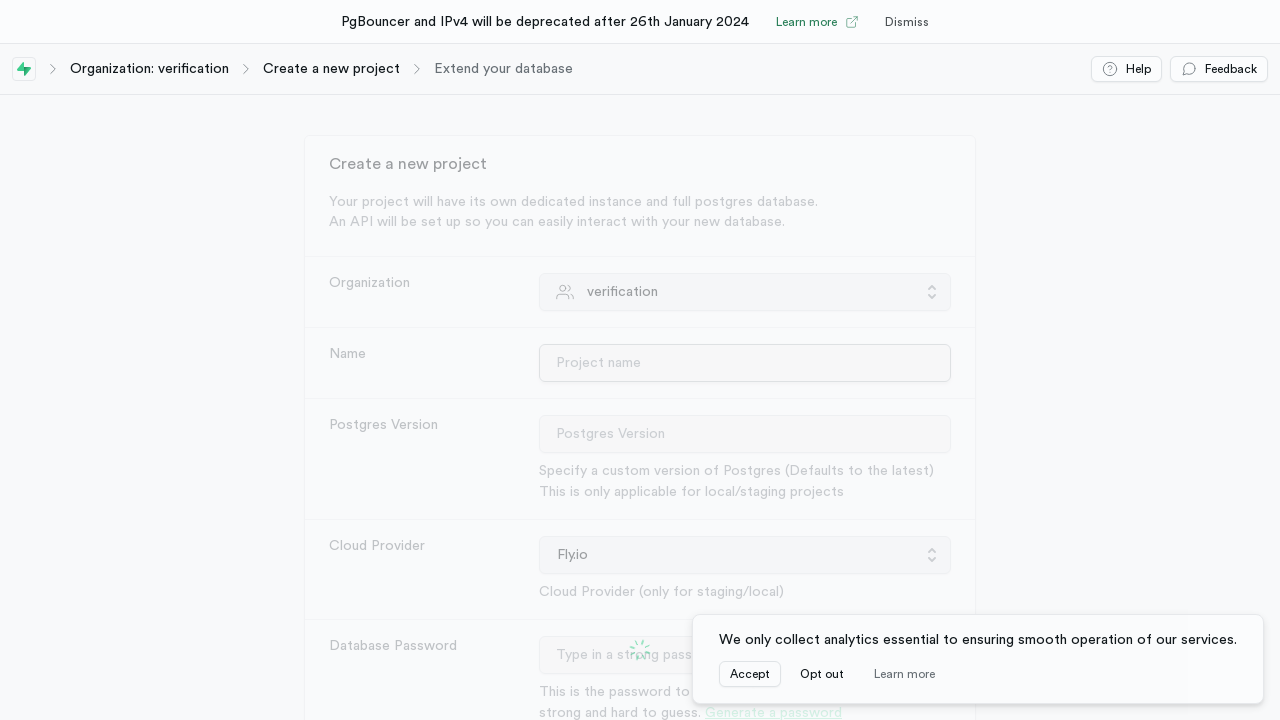 PgBouncer and IPv4 will be deprecated after 26th January 2024 Learn more Dismiss
Organization: verification Create a new project Extend your database Help Feedback
Create a new project
Your project will have its own dedicated instance and full postgres database.
An API will be set up so you can easily interact with your new database.
Organization verification
Name Project name
Postgres Version Postgres Version
Specify a custom version of Postgres (Defaults to the latest)
This is only applicable for local/staging projects
Cloud Provider Fly.io
Cloud Provider (only for staging/local)
Database Password Type in a strong pass
This is the password to
strong and hard to guess. Generate a password
We only collect analytics essential to ensuring smooth operation of our services.
Accept Opt out Learn more